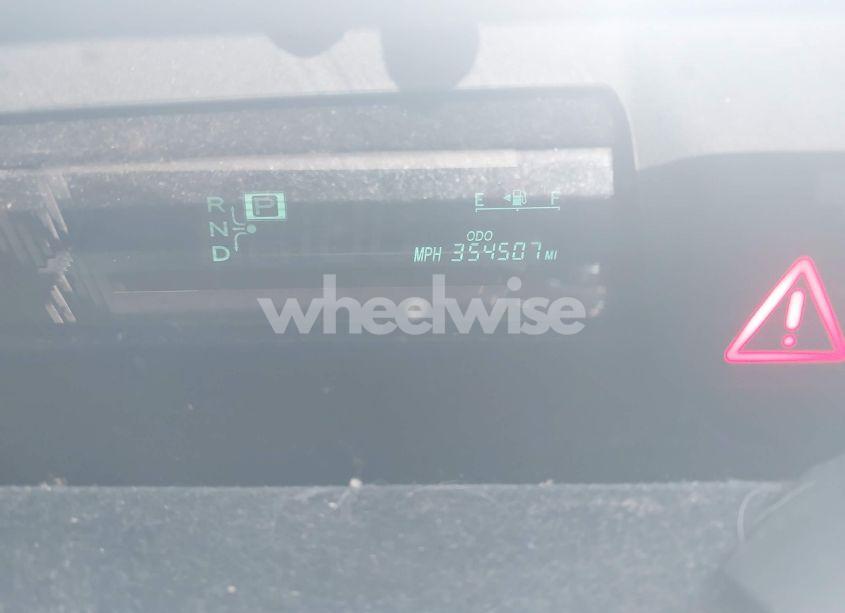 R P
N
D
E F
ODO
MPH 354507 MI
wheelwise